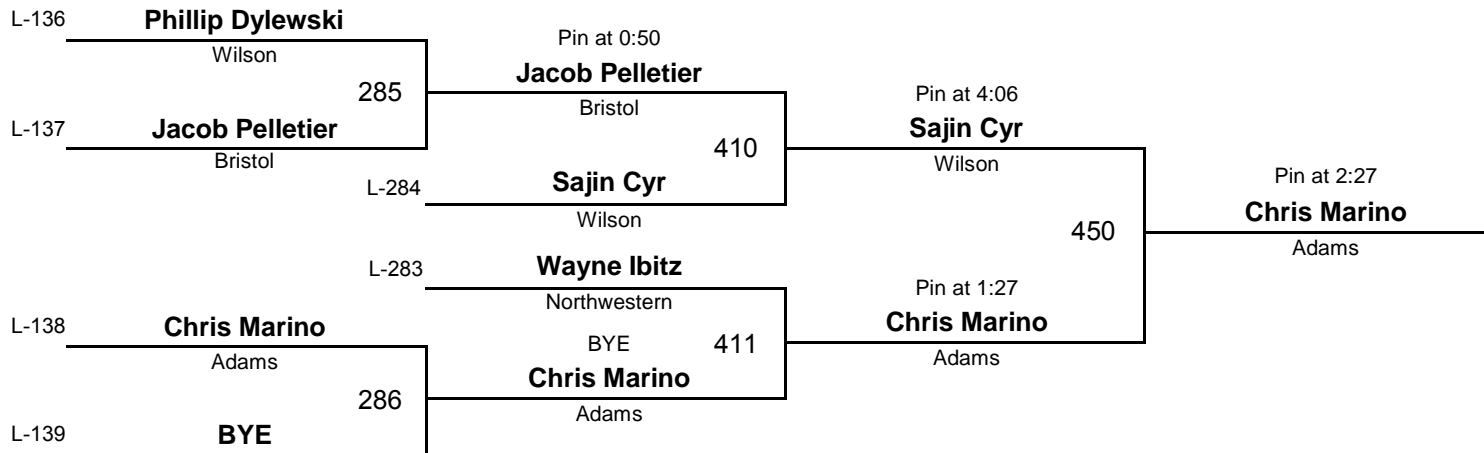 L-136
Phillip Dylewski
Wilson
285
L-137
Jacob Pelletier
Bristol
Pin at 0:50
Jacob Pelletier
Bristol
410
L-284
Sajin Cyr
Wilson
Pin at 4:06
Sajin Cyr
Wilson
450
Pin at 2:27
Chris Marino
Adams
L-283
Wayne Ibitz
Northwestern
BYE
411
Chris Marino
Adams
Pin at 1:27
Chris Marino
Adams
L-138
Chris Marino
Adams
286
L-139
BYE